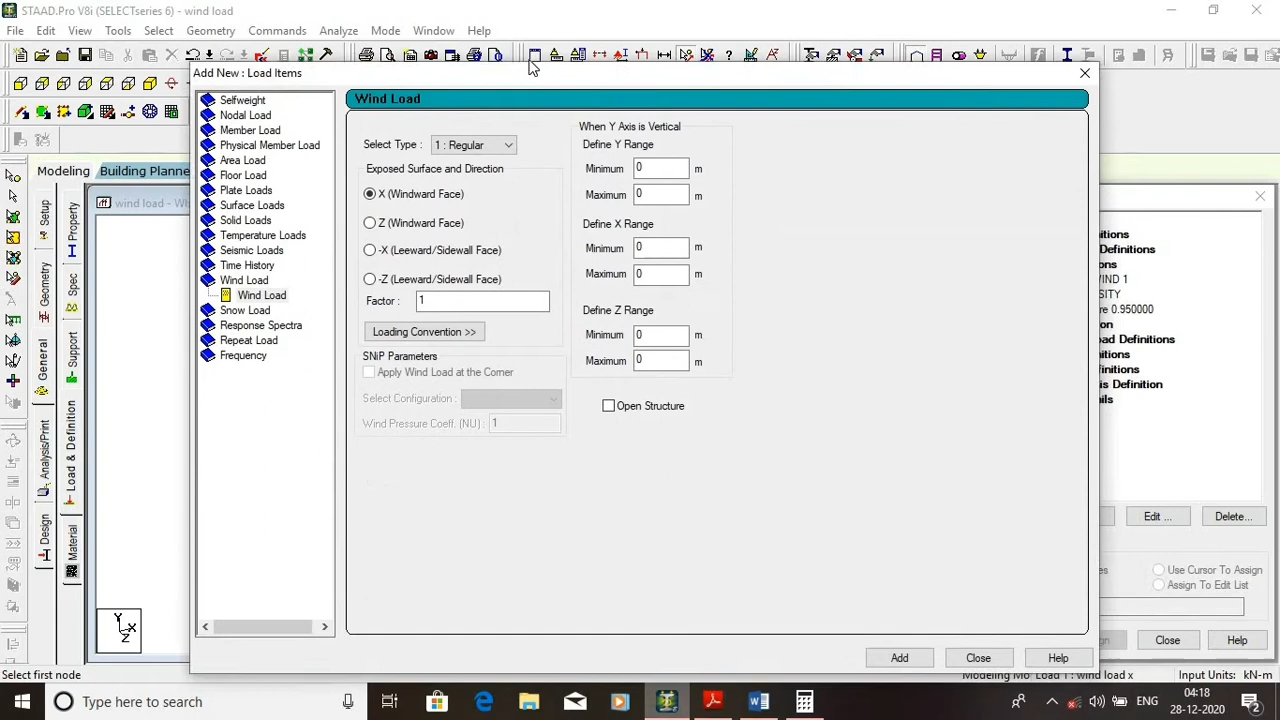 STAAD.Pro V8i (SELECTseries 6) - wind load
File Edit View Tools Select Geometry Commands Analyze Mode Window Help
Add New : Load Items
Selfweight
Nodal Load
Member Load
Physical Member Load
Area Load
Floor Load
Plate Loads
Surface Loads
Solid Loads
Temperature Loads
Seismic Loads
Time History
Wind Load
Wind Load
Snow Load
Response Spectra
Repeat Load
Frequency
Wind Load
Select Type : 1 : Regular
Exposed Surface and Direction
X (Windward Face)
Z (Windward Face)
-X (Leeward/Sidewall Face)
-Z (Leeward/Sidewall Face)
Factor : 1
Loading Convention >>
SNiP Parameters
Apply Wind Load at the Corner
Select Configuration :
Wind Pressure Coeff. (NU) : 1
When Y Axis is Vertical
Define Y Range
Minimum 0 m
Maximum 0 m
Define X Range
Minimum 0 m
Maximum 0 m
Define Z Range
Minimum 0 m
Maximum 0 m
Open Structure
Add Close Help
Modeling Building Planne
wind load - Wh
Setup
Geometry
General
Analysis/Print
Design
Property
Spec
Support
Load & Definition
Material
Y
X
Z
nitions
Definitions
ons
WIND 1
SITY
re 0.950000
on
ad Definitions
itions
finitions
is Definition
ils
Edit ... Delete...
es
Use Cursor To Assign
Assign To Edit List
gn Close Help
Select first node
Modeling Mo Load 1 : wind load x Input Units: kN-m
Type here to search
ENG
04:18
28-12-2020
2